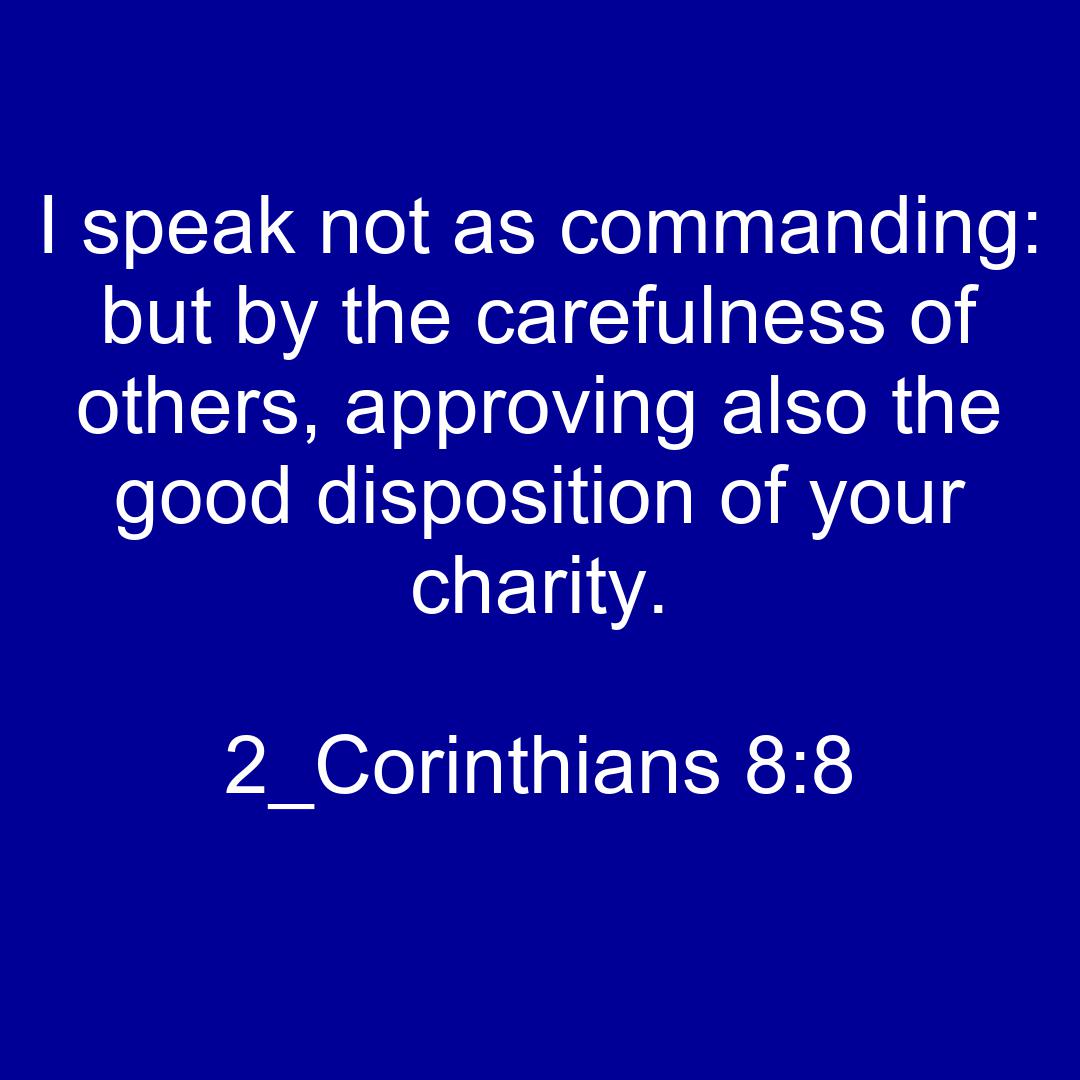 I speak not as commanding:
but by the carefulness of
others, approving also the
good disposition of your
charity.
2_Corinthians 8:8